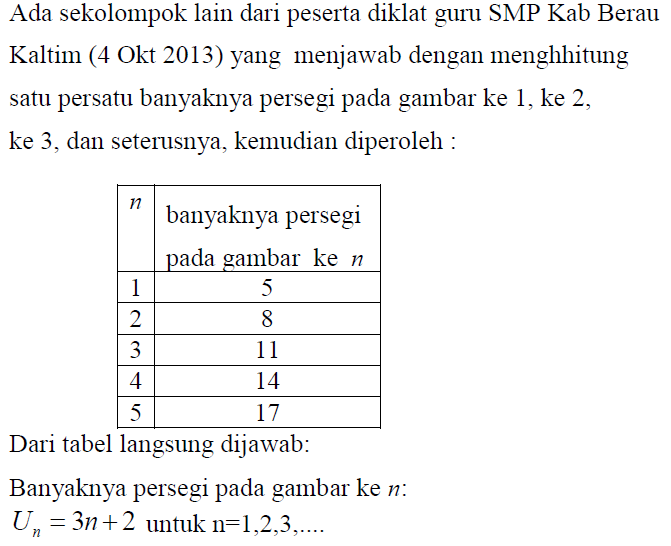 Ada sekolompok lain dari peserta diklat guru SMP Kab Berau
Kaltim (4 Okt 2013) yang menjawab dengan menghhitung
satu persatu banyaknya persegi pada gambar ke 1, ke 2,
ke 3, dan seterusnya, kemudian diperoleh :
n banyaknya persegi
pada gambar ke n
1 5
2 8
3 11
4 14
5 17
Dari tabel langsung dijawab:
Banyaknya persegi pada gambar ke n:
Uₙ = 3n + 2 untuk n=1,2,3,....